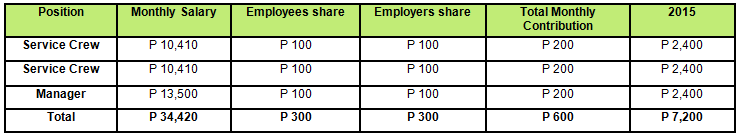 Position Monthly Salary Employees share Employers share Total Monthly Contribution 2015
Service Crew P 10,410 P 100 P 100 P 200 P 2,400
Service Crew P 10,410 P 100 P 100 P 200 P 2,400
Manager P 13,500 P 100 P 100 P 200 P 2,400
Total P 34,420 P 300 P 300 P 600 P 7,200